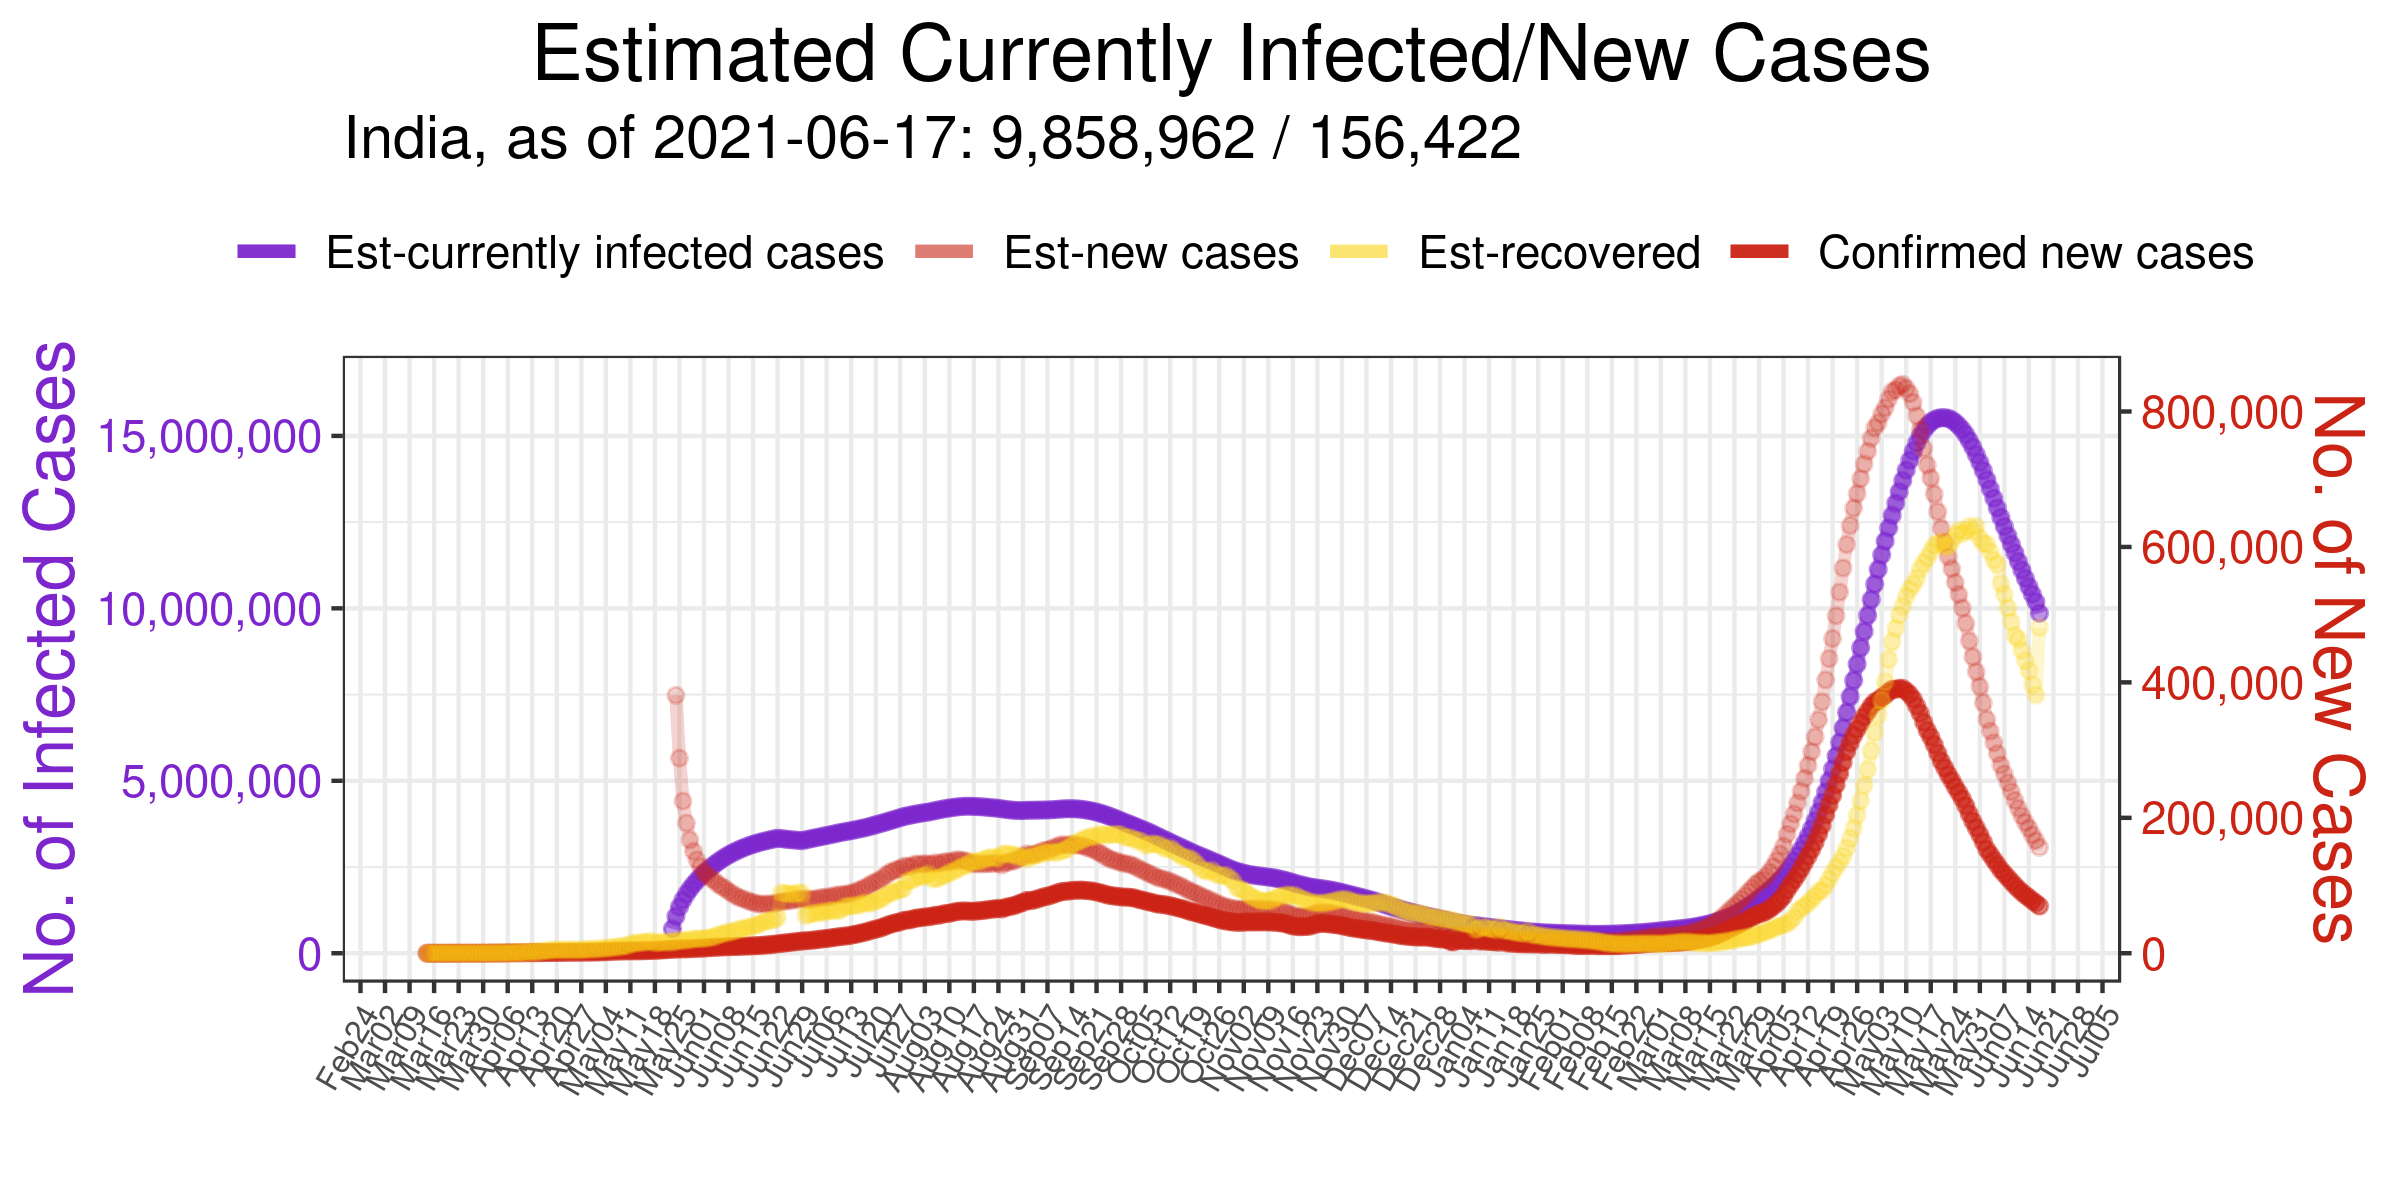 Estimated Currently Infected/New Cases
India, as of 2021-06-17: 9,858,962 / 156,422
Est-currently infected cases
Est-new cases
Est-recovered
Confirmed new cases
No. of Infected Cases
15,000,000
10,000,000
5,000,000
0
800,000
600,000
400,000
200,000
0
No. of New Cases
Feb24
Mar02
Mar09
Mar16
Mar23
Mar30
Apr06
Apr13
Apr20
Apr27
May04
May11
May18
May25
Jun01
Jun08
Jun15
Jun22
Jun29
Jul06
Jul13
Jul20
Jul27
Aug03
Aug10
Aug17
Aug24
Aug31
Sep07
Sep14
Sep21
Sep28
Oct05
Oct12
Oct19
Oct26
Nov02
Nov09
Nov16
Nov23
Nov30
Dec07
Dec14
Dec21
Dec28
Jan04
Jan11
Jan18
Jan25
Feb01
Feb08
Feb15
Feb22
Mar01
Mar08
Mar15
Mar22
Mar29
Apr05
Apr12
Apr19
Apr26
May03
May10
May17
May24
May31
Jun07
Jun14
Jun21
Jun28
Jul05